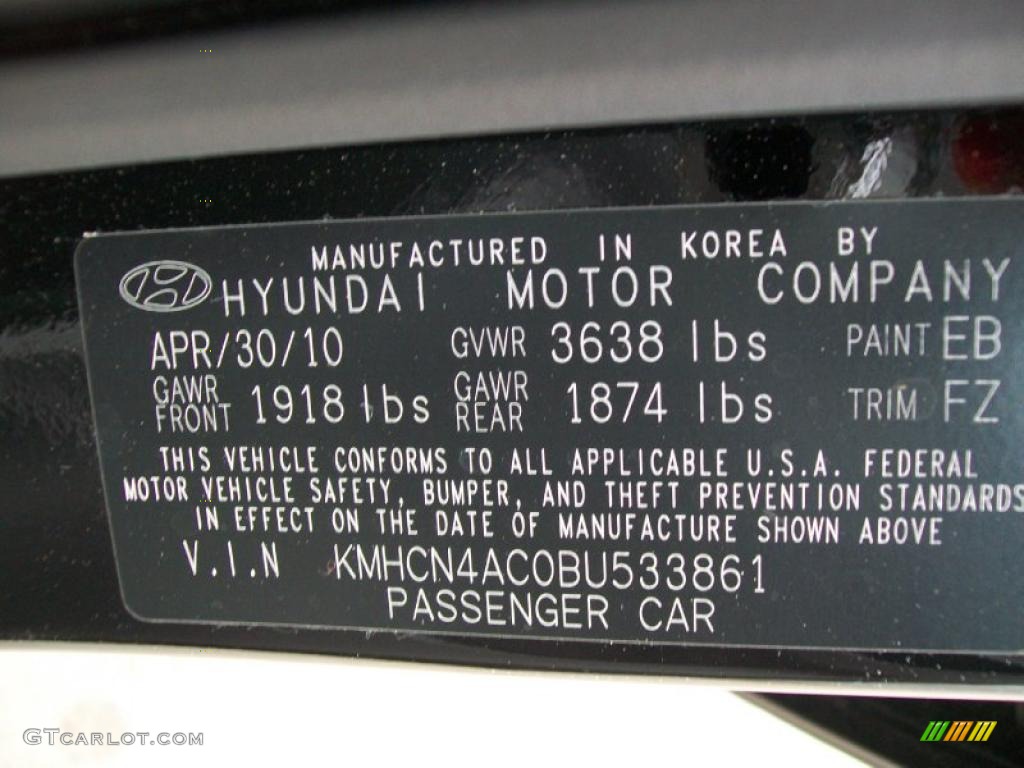 MANUFACTURED IN KOREA BY
HYUNDAI MOTOR COMPANY
APR/30/10 GVWR 3638 lbs PAINT EB
GAWR FRONT 1918 lbs GAWR REAR 1874 lbs TRIM FZ
THIS VEHICLE CONFORMS TO ALL APPLICABLE U.S.A. FEDERAL
MOTOR VEHICLE SAFETY, BUMPER, AND THEFT PREVENTION STANDARDS
IN EFFECT ON THE DATE OF MANUFACTURE SHOWN ABOVE
V.I.N KMHCN4AC0BU533861
PASSENGER CAR
GTCARLOT.COM